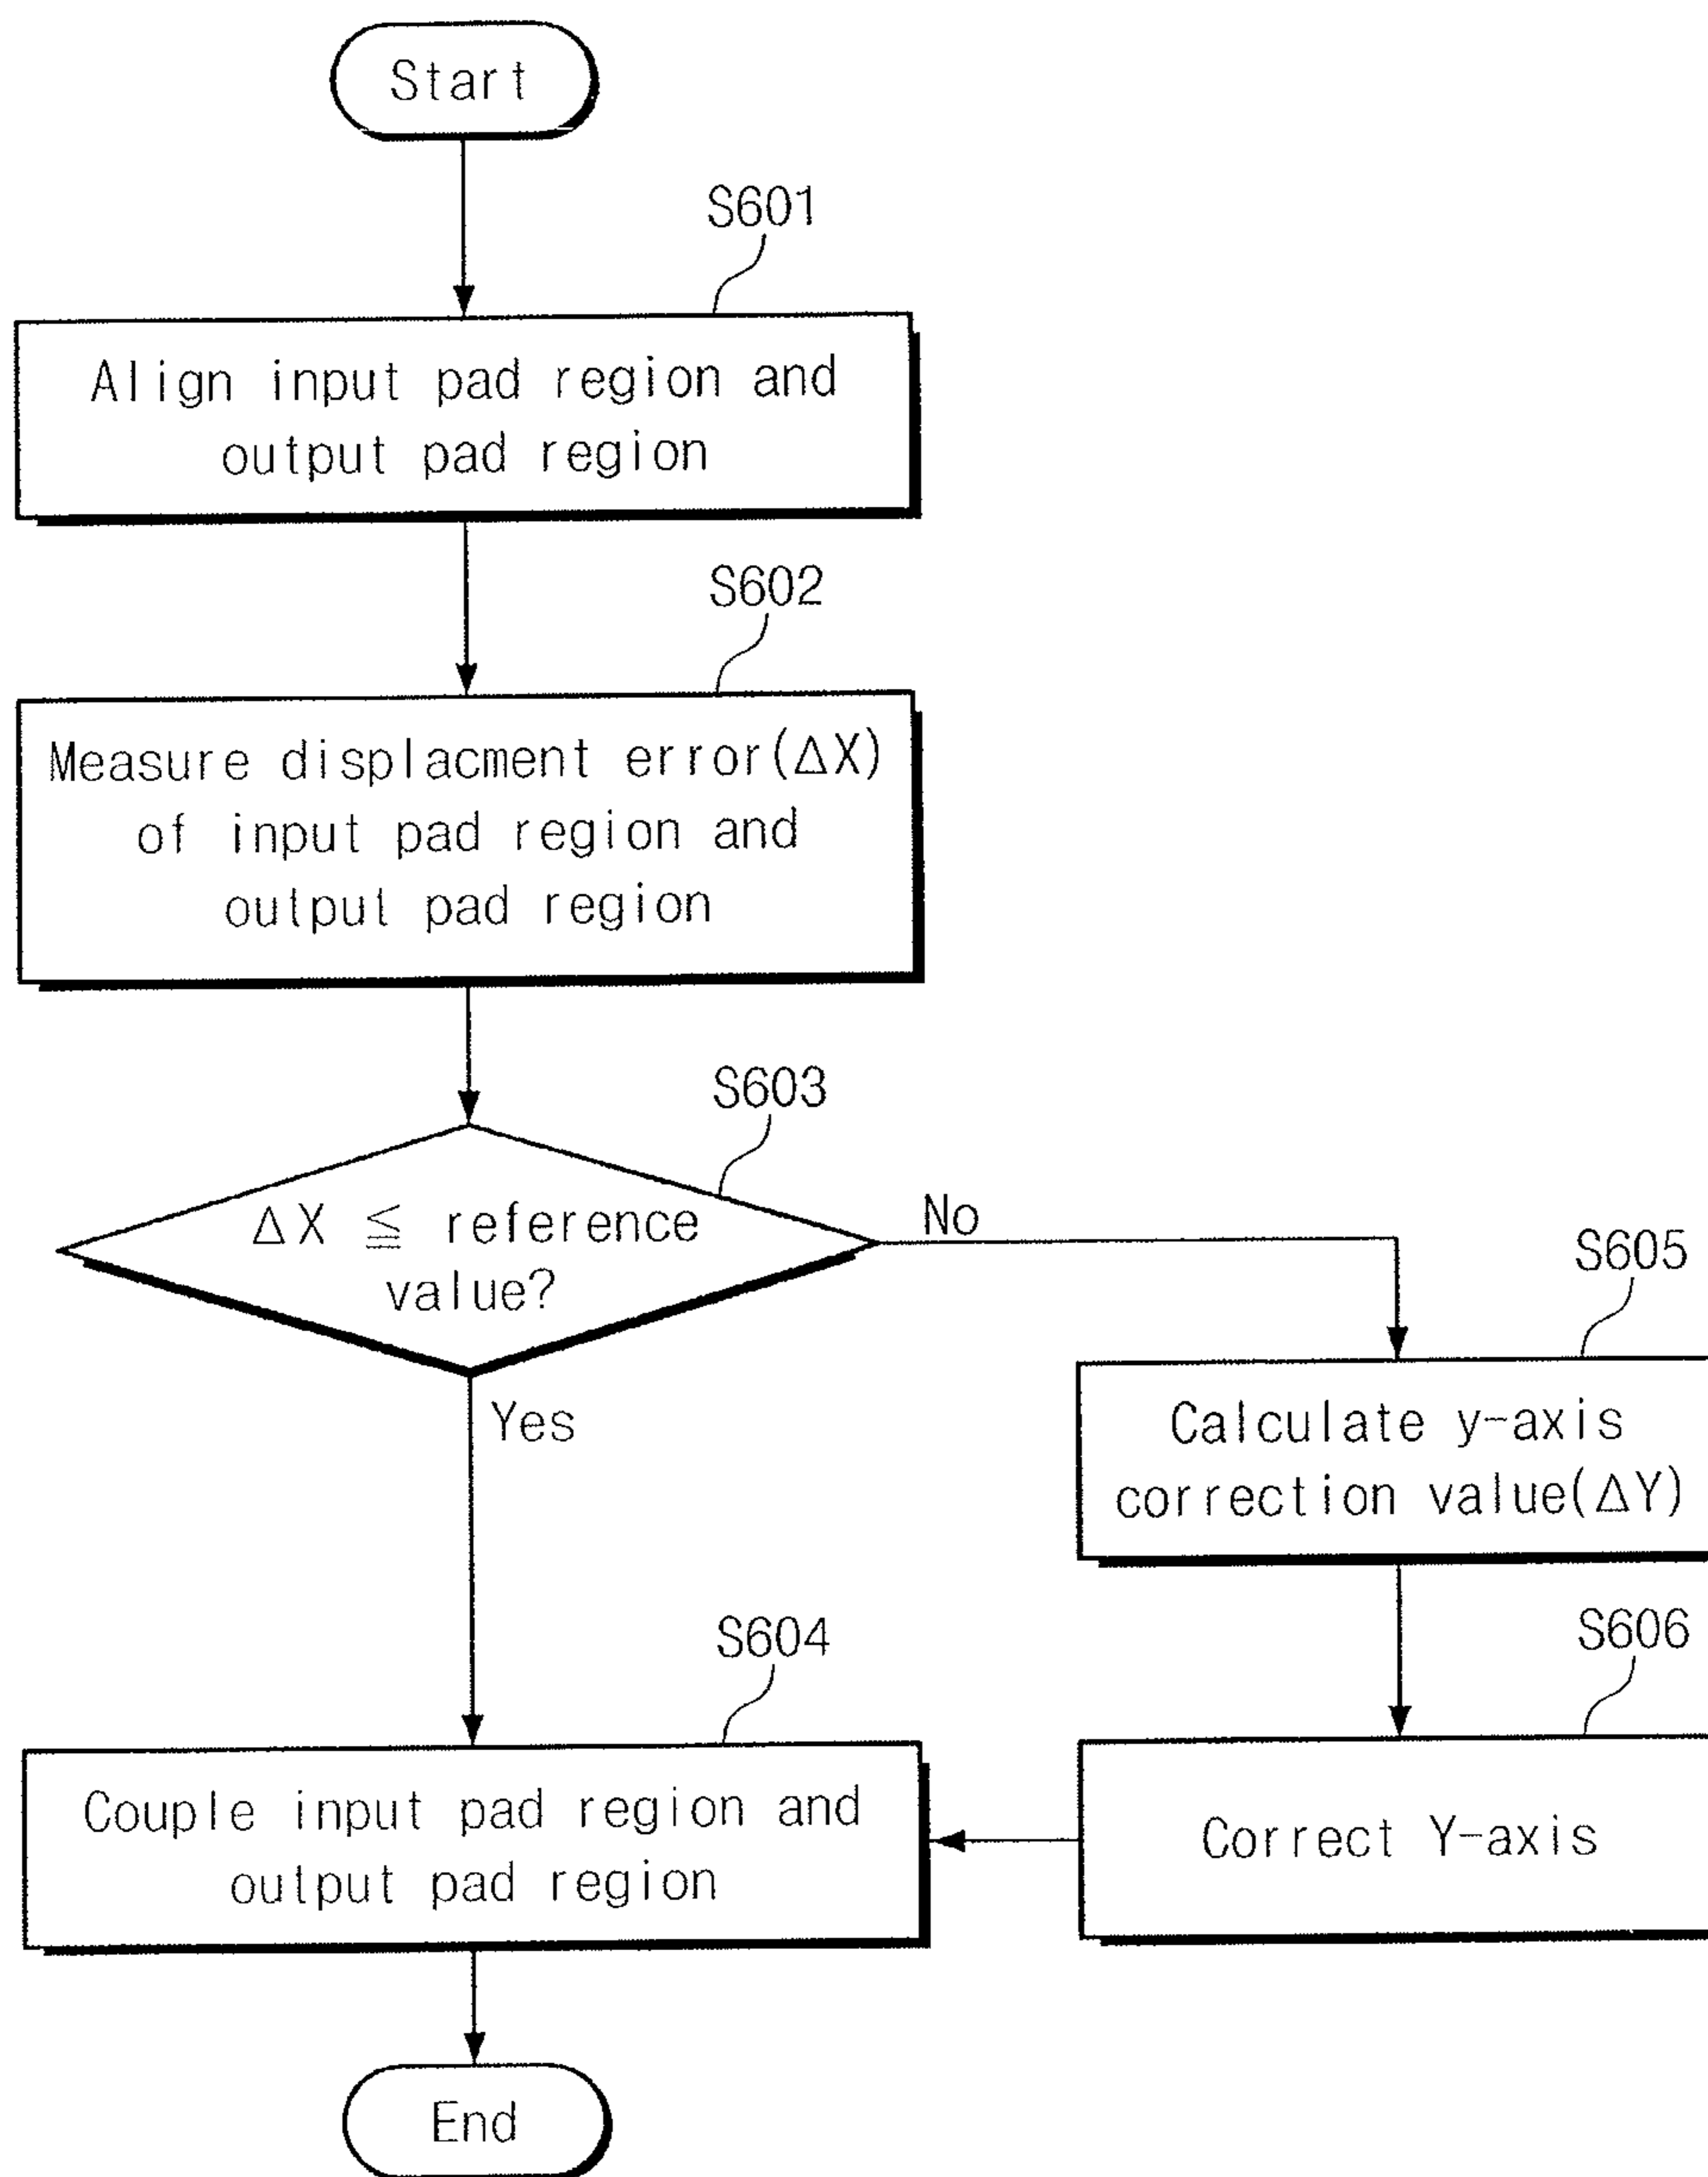 Start
S601
Align input pad region and
output pad region
S602
Measure displacment error(ΔX)
of input pad region and
output pad region
S603
ΔX ≦ reference
value?
No
Yes
S605
Calculate y-axis
correction value(ΔY)
S606
Correct Y-axis
S604
Couple input pad region and
output pad region
End